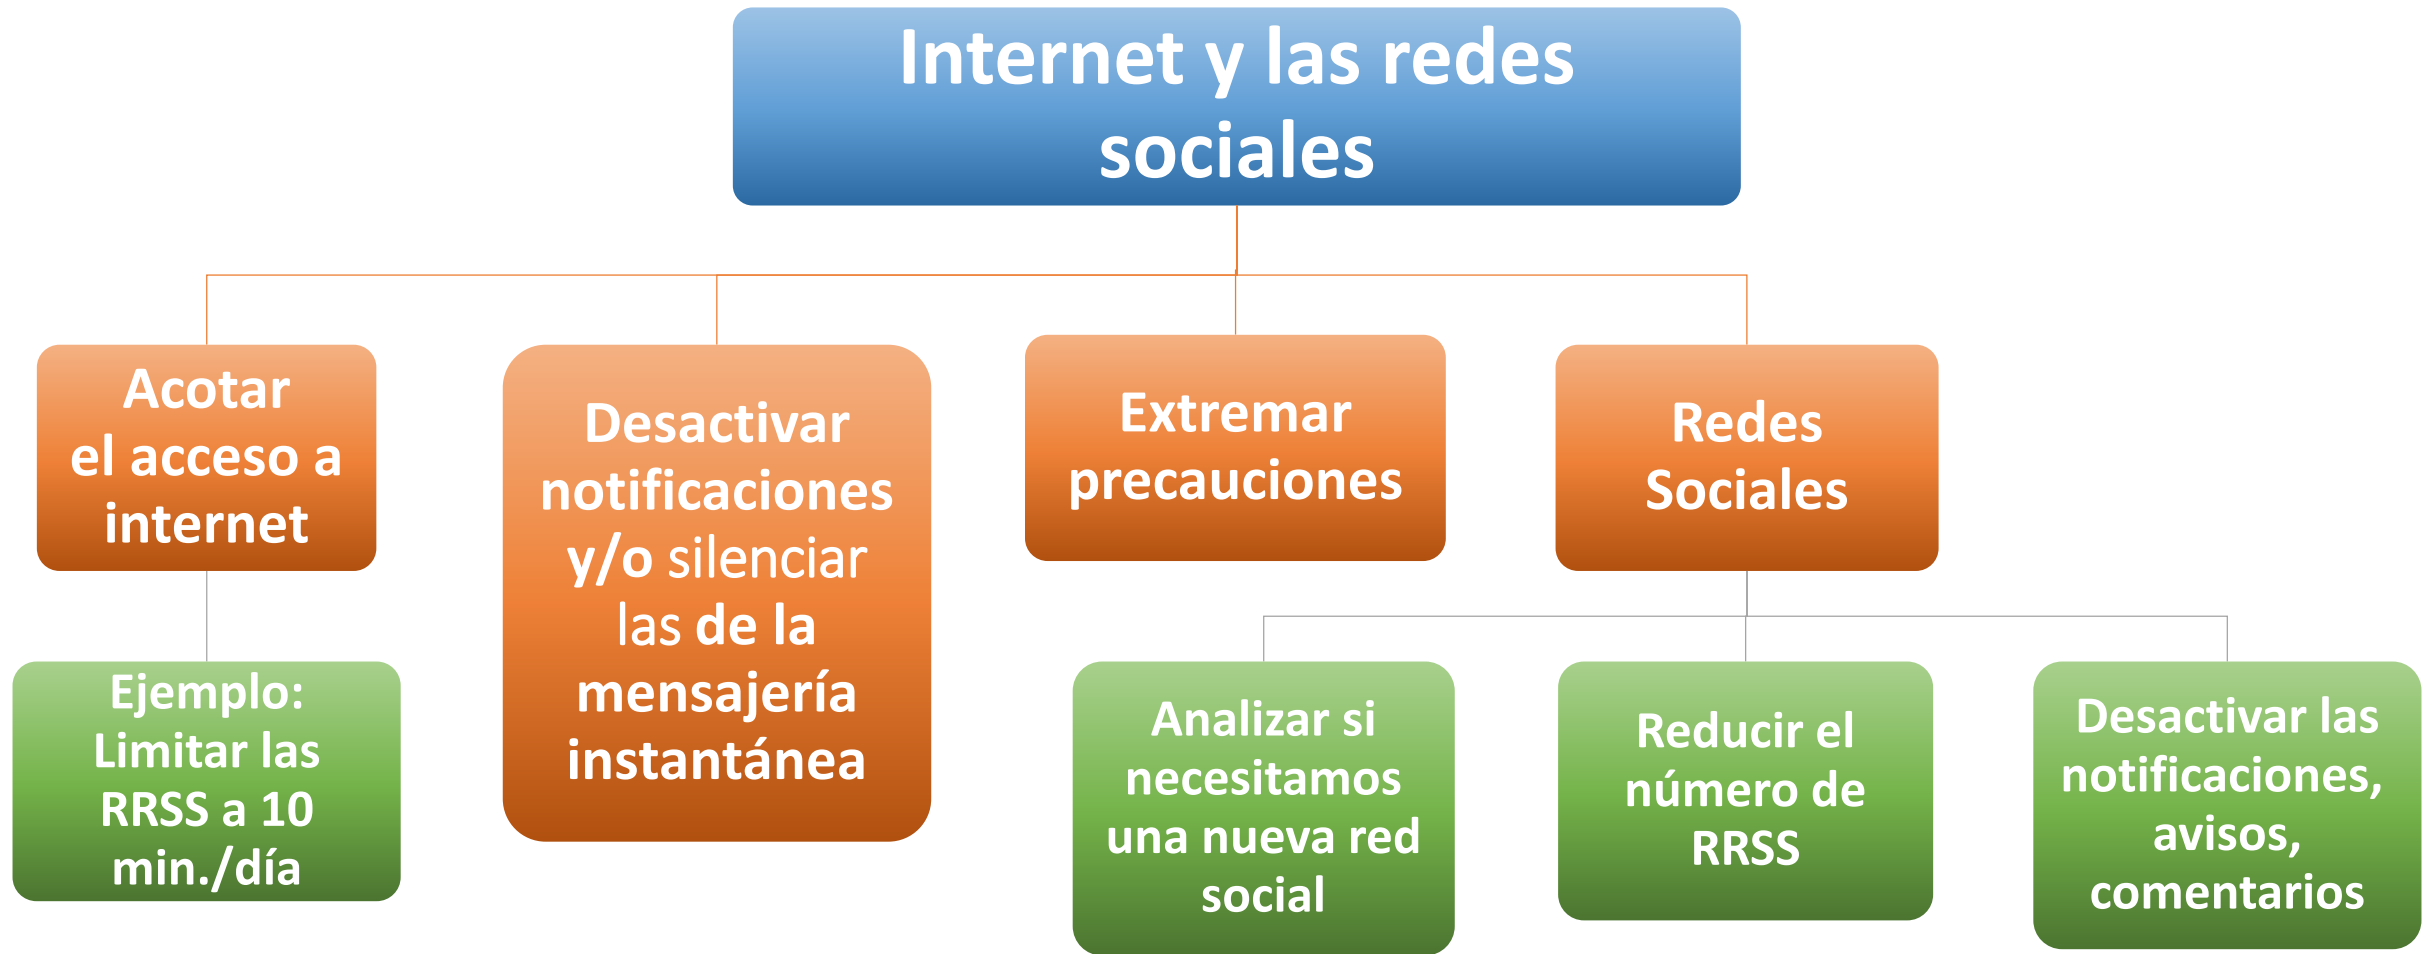 Internet y las redes
sociales
Acotar
el acceso a
internet
Desactivar
notificaciones
y/o silenciar
las de la
mensajería
instantánea
Extremar
precauciones
Redes
Sociales
Ejemplo:
Limitar las
RRSS a 10
min./día
Analizar si
necesitamos
una nueva red
social
Reducir el
número de
RRSS
Desactivar las
notificaciones,
avisos,
comentarios